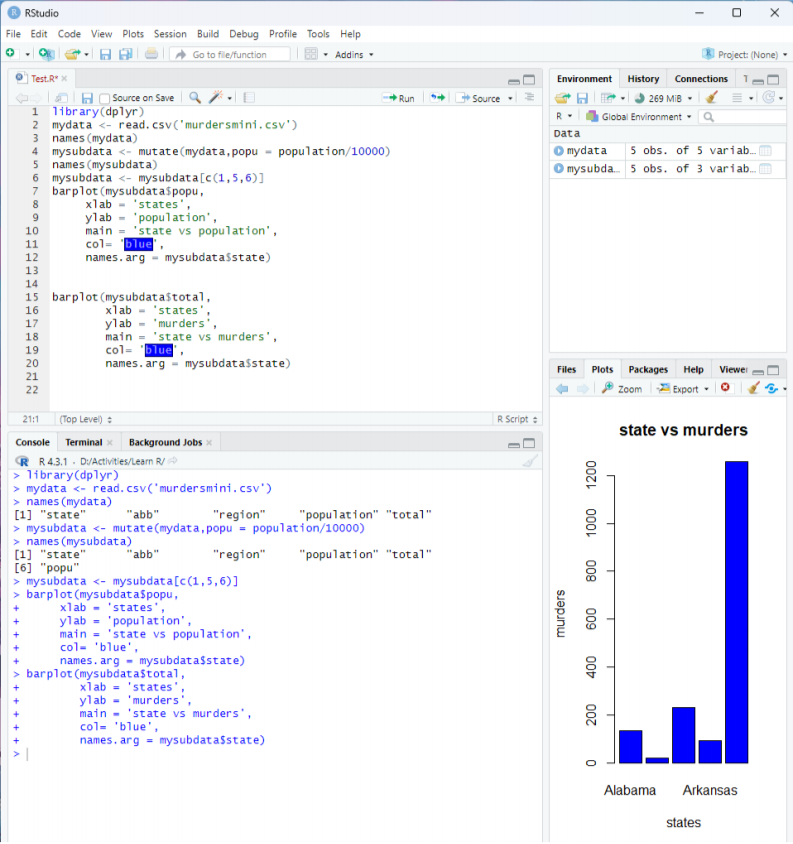 RStudio
File Edit Code View Plots Session Build Debug Profile Tools Help
Go to file/function Addins Project: (None)
Test.R*
Source on Save Run Source
1 library(dplyr)
2 mydata <- read.csv('murdersmini.csv')
3 names(mydata)
4 mysubdata <- mutate(mydata,popu = population/10000)
5 names(mysubdata)
6 mysubdata <- mysubdata[c(1,5,6)]
7 barplot(mysubdata$popu,
8 xlab = 'states',
9 ylab = 'population',
10 main = 'state vs population',
11 col= 'blue',
12 names.arg = mysubdata$state)
13
14
15 barplot(mysubdata$total,
16 xlab = 'states',
17 ylab = 'murders',
18 main = 'state vs murders',
19 col= 'blue',
20 names.arg = mysubdata$state)
21
22
21:1 (Top Level) R Script
Console Terminal Background Jobs
R 4.3.1 · D:/Activities/Learn R/
> library(dplyr)
> mydata <- read.csv('murdersmini.csv')
> names(mydata)
[1] "state" "abb" "region" "population" "total"
> mysubdata <- mutate(mydata,popu = population/10000)
> names(mysubdata)
[1] "state" "abb" "region" "population" "total"
[6] "popu"
> mysubdata <- mysubdata[c(1,5,6)]
> barplot(mysubdata$popu,
+ xlab = 'states',
+ ylab = 'population',
+ main = 'state vs population',
+ col= 'blue',
+ names.arg = mysubdata$state)
> barplot(mysubdata$total,
+ xlab = 'states',
+ ylab = 'murders',
+ main = 'state vs murders',
+ col= 'blue',
+ names.arg = mysubdata$state)
>
Environment History Connections T
269 MiB
R Global Environment
Data
mydata 5 obs. of 5 variab…
mysubda… 5 obs. of 3 variab…
Files Plots Packages Help Viewer
Zoom Export
state vs murders
1200
1000
800
600
400
200
0
murders
Alabama Arkansas
states